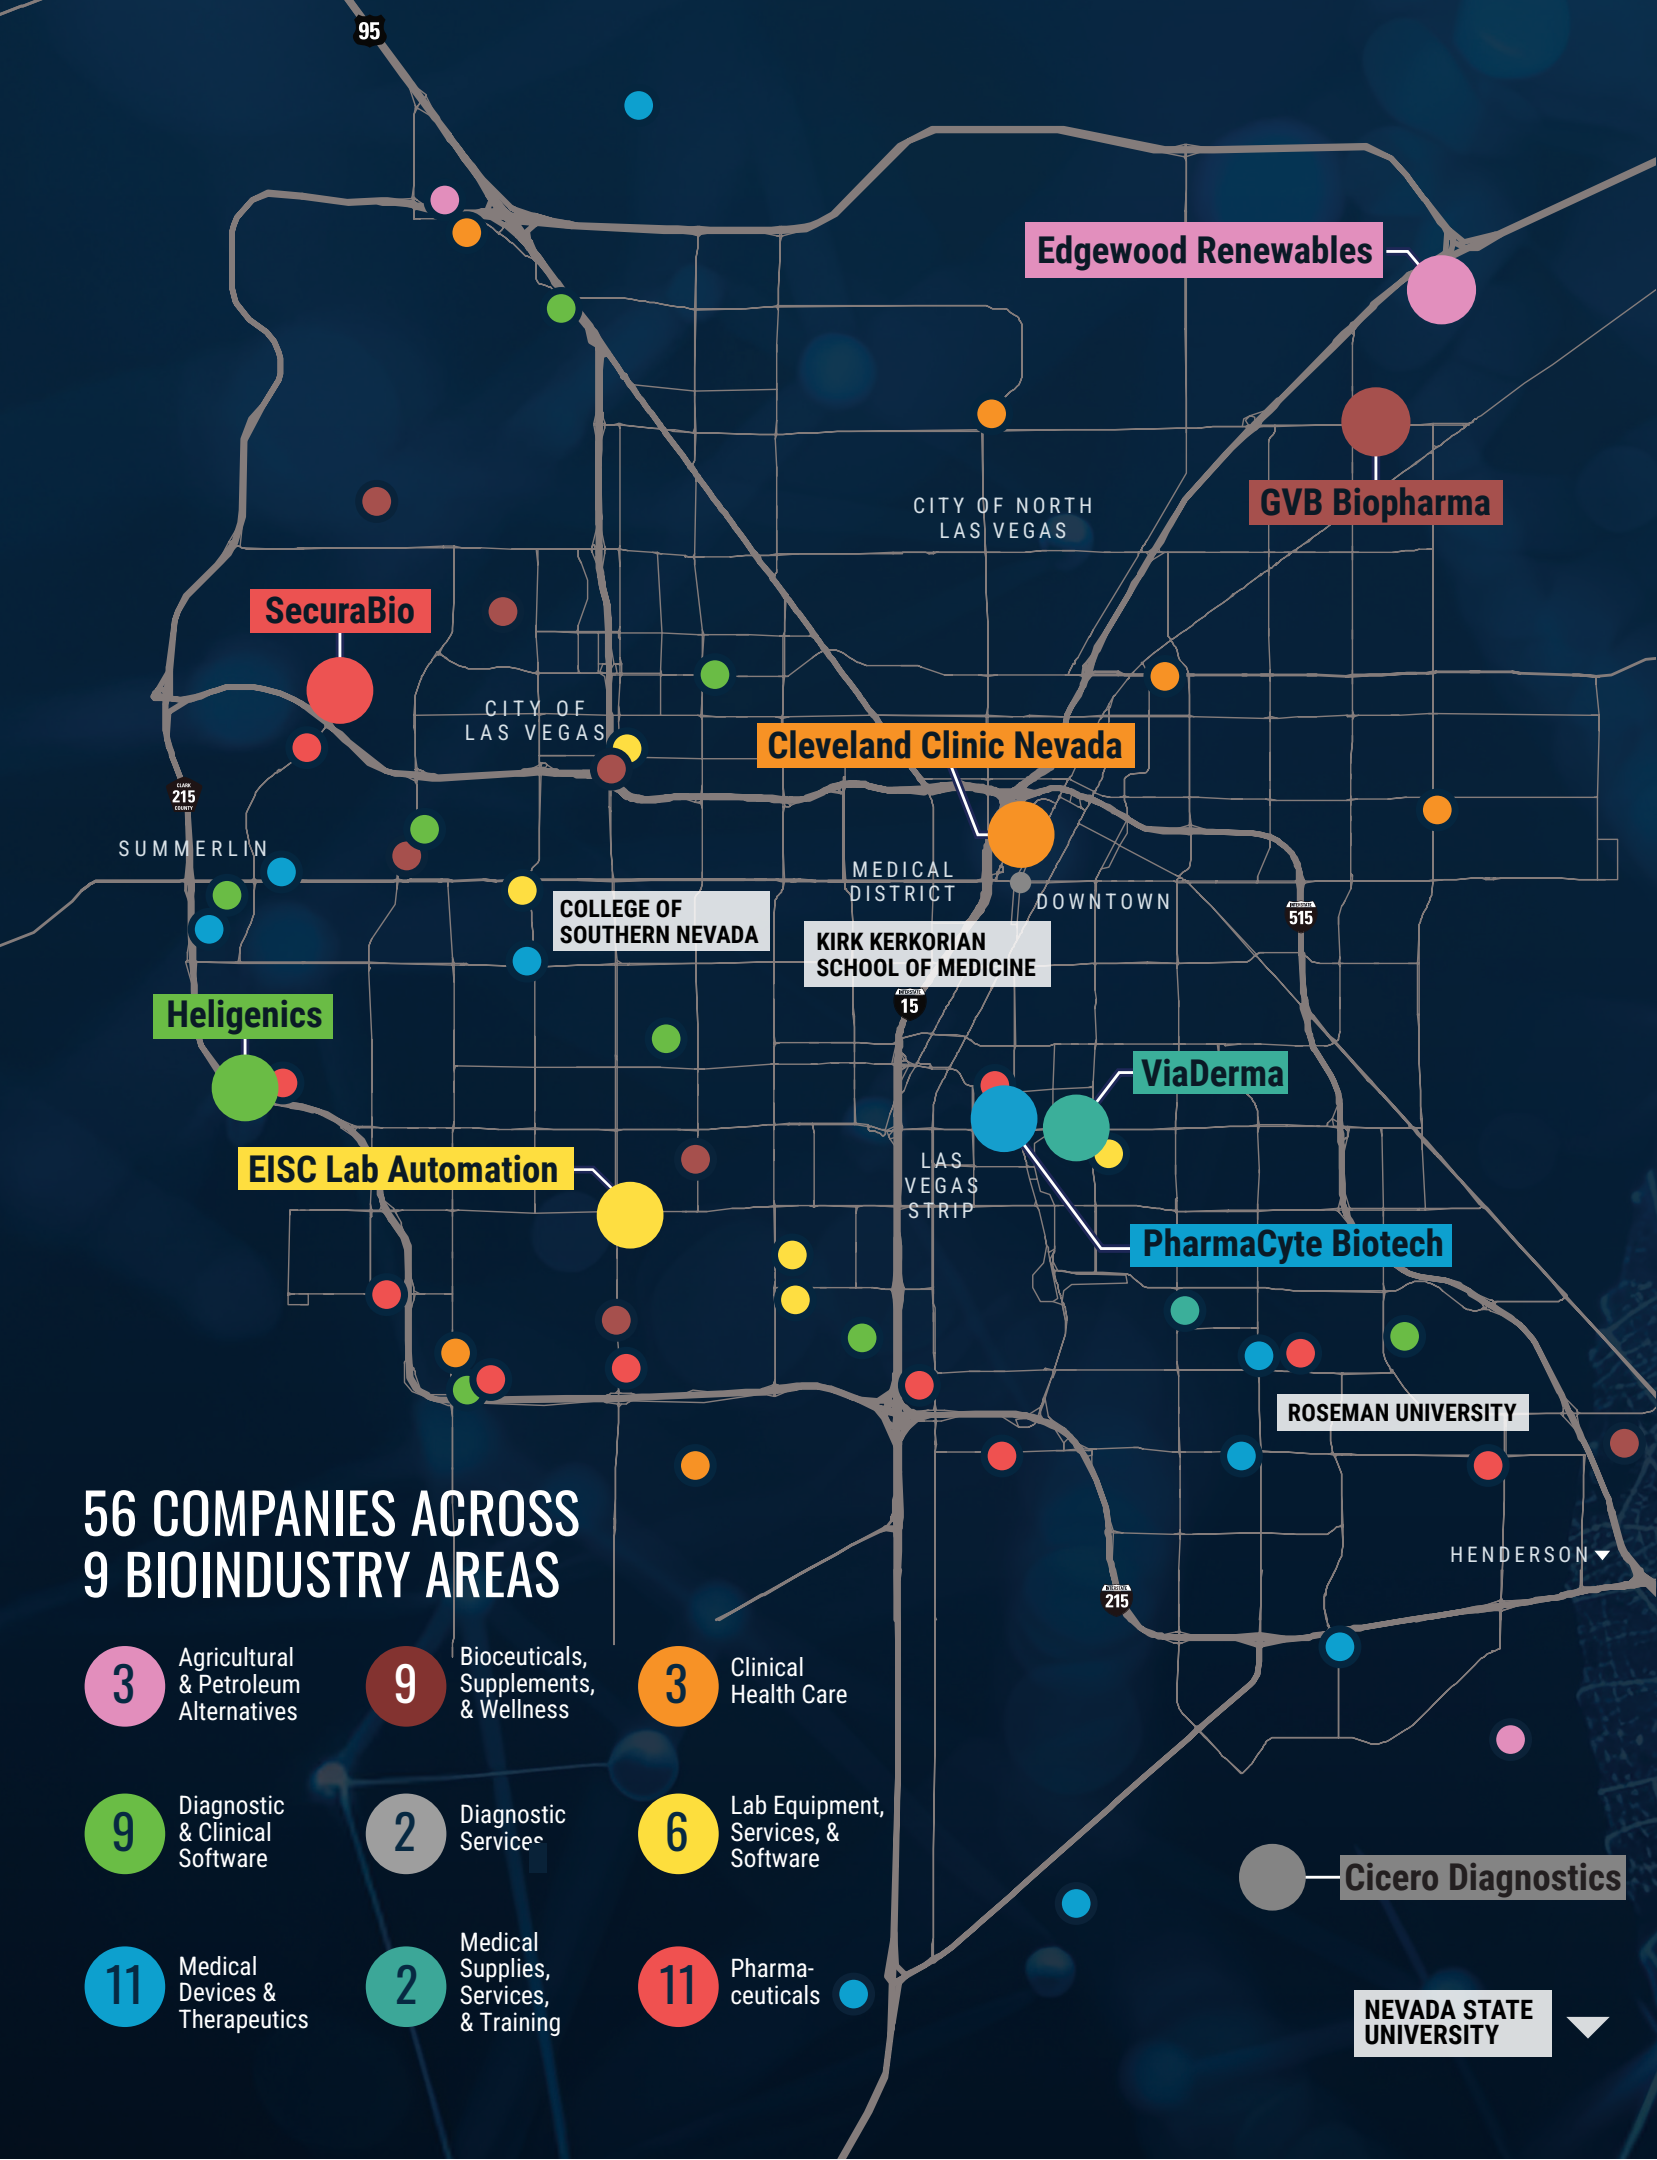 95
Edgewood Renewables
GVB Biopharma
CITY OF NORTH
LAS VEGAS
SecuraBio
CITY OF
LAS VEGAS
Cleveland Clinic Nevada
CLARK
215
COUNTY
SUMMERLIN
MEDICAL
DISTRICT
DOWNTOWN
COLLEGE OF
SOUTHERN NEVADA
INTERSTATE
515
KIRK KERKORIAN
SCHOOL OF MEDICINE
INTERSTATE
15
Heligenics
ViaDerma
EISC Lab Automation
LAS
VEGAS
STRIP
PharmaCyte Biotech
ROSEMAN UNIVERSITY
56 COMPANIES ACROSS
9 BIOINDUSTRY AREAS
HENDERSON
INTERSTATE
215
3
Agricultural
& Petroleum
Alternatives
9
Bioceuticals,
Supplements,
& Wellness
3
Clinical
Health Care
9
Diagnostic
& Clinical
Software
2
Diagnostic
Services
6
Lab Equipment,
Services, &
Software
Cicero Diagnostics
11
Medical
Devices &
Therapeutics
2
Medical
Supplies,
Services,
& Training
11
Pharma-
ceuticals
NEVADA STATE
UNIVERSITY